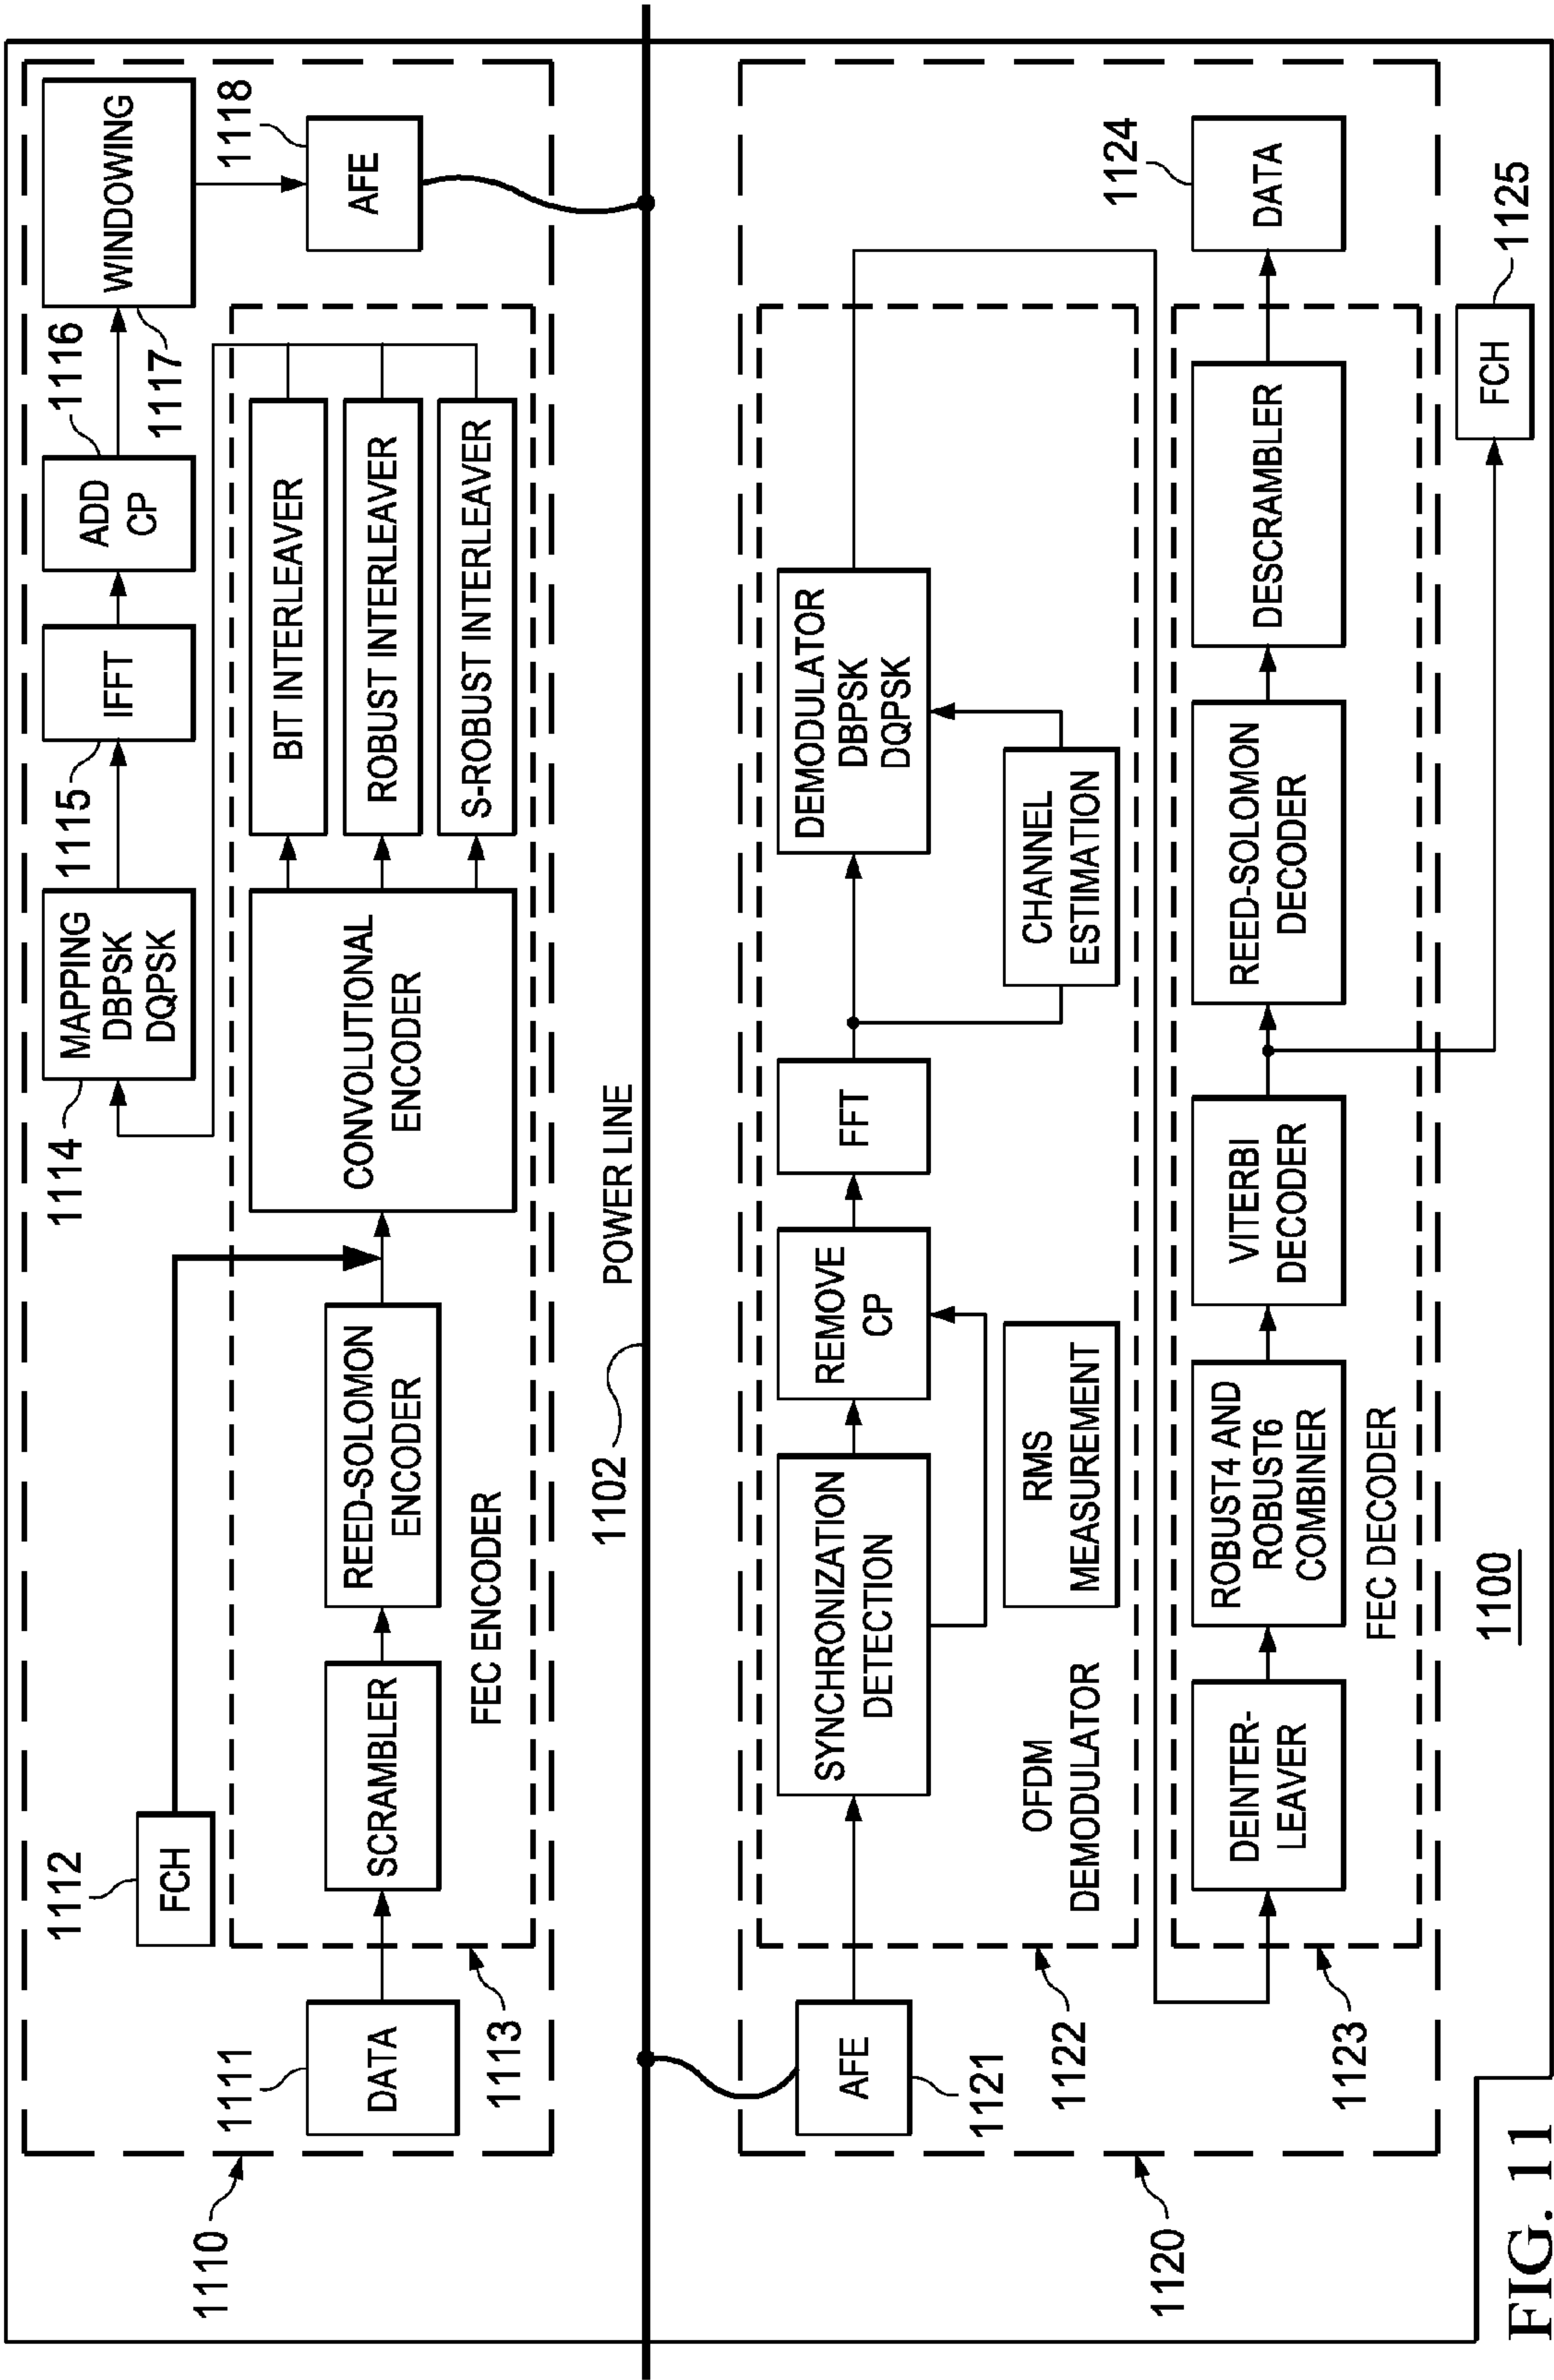 1110
1111
DATA
1112
FCH
1113
SCRAMBLER
REED-SOLOMON
ENCODER
FEC ENCODER
CONVOLUTIONAL
ENCODER
BIT INTERLEAVER
ROBUST INTERLEAVER
S-ROBUST INTERLEAVER
1114
MAPPING
DBPSK
DQPSK
1115
IFFT
1116
ADD
CP
1117
WINDOWING
1118
AFE
1102
POWER LINE
1120
1121
AFE
1122
OFDM
DEMODULATOR
SYNCHRONIZATION
DETECTION
RMS
MEASUREMENT
REMOVE
CP
FFT
CHANNEL
ESTIMATION
DEMODULATOR
DBPSK
DQPSK
1123
DEINTER-
LEAVER
ROBUST4 AND
ROBUST6
COMBINER
FEC DECODER
VITERBI
DECODER
REED-SOLOMON
DECODER
DESCRAMBLER
1124
DATA
1125
FCH
1100
FIG. 11